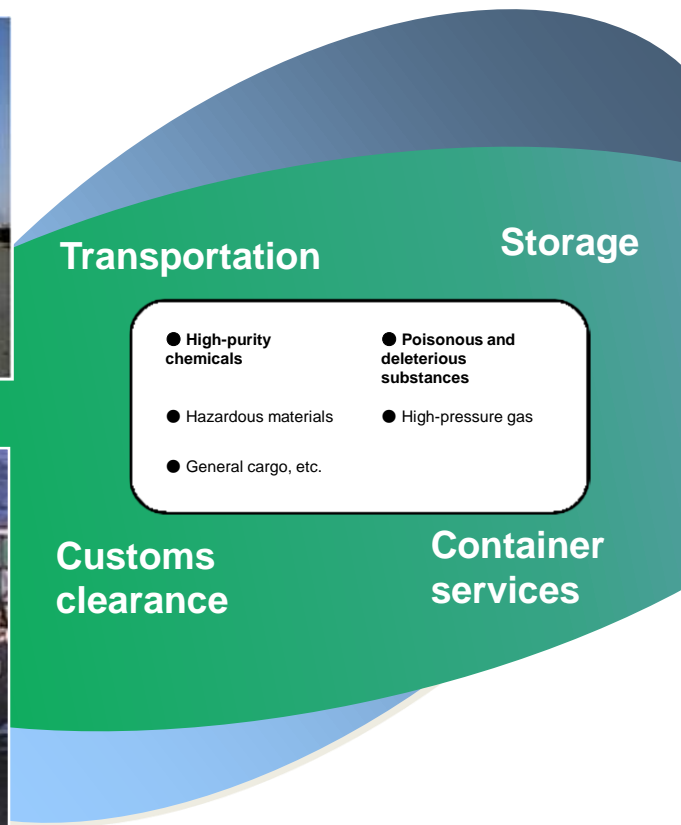 Transportation
Storage
● High-purity
chemicals
● Poisonous and
deleterious
substances
● Hazardous materials
● High-pressure gas
● General cargo, etc.
Customs
clearance
Container
services